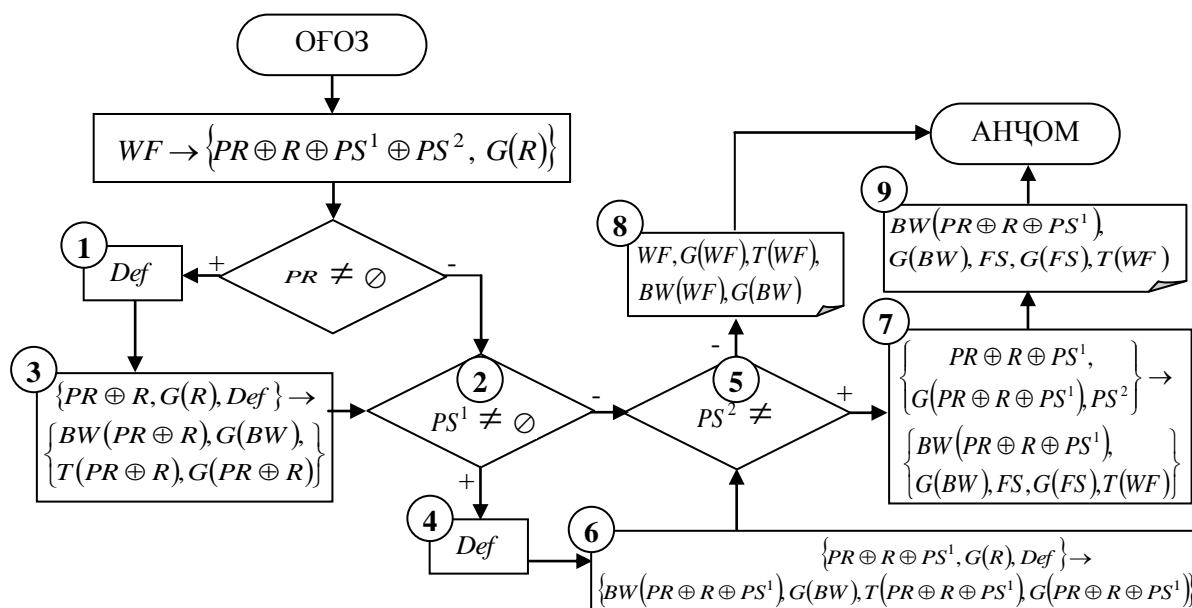 ОҒОЗ
WF → {PR ⊕ R ⊕ PS¹ ⊕ PS², G(R)}
PR ≠ ∅
+
-
1
Def
3
{PR ⊕ R, G(R), Def} →
{BW(PR ⊕ R), G(BW),
T(PR ⊕ R), G(PR ⊕ R)}
2
PS¹ ≠ ∅
-
+
4
Def
6
{PR ⊕ R ⊕ PS¹, G(R), Def} →
{BW(PR ⊕ R ⊕ PS¹), G(BW), T(PR ⊕ R ⊕ PS¹), G(PR ⊕ R ⊕ PS¹)}
5
PS² ≠
-
+
8
WF, G(WF), T(WF),
BW(WF), G(BW)
7
{PR ⊕ R ⊕ PS¹,
G(PR ⊕ R ⊕ PS¹), PS²} →
{BW(PR ⊕ R ⊕ PS¹),
G(BW), FS, G(FS), T(WF)}
9
BW(PR ⊕ R ⊕ PS¹),
G(BW), FS, G(FS), T(WF)
АНҶОМ